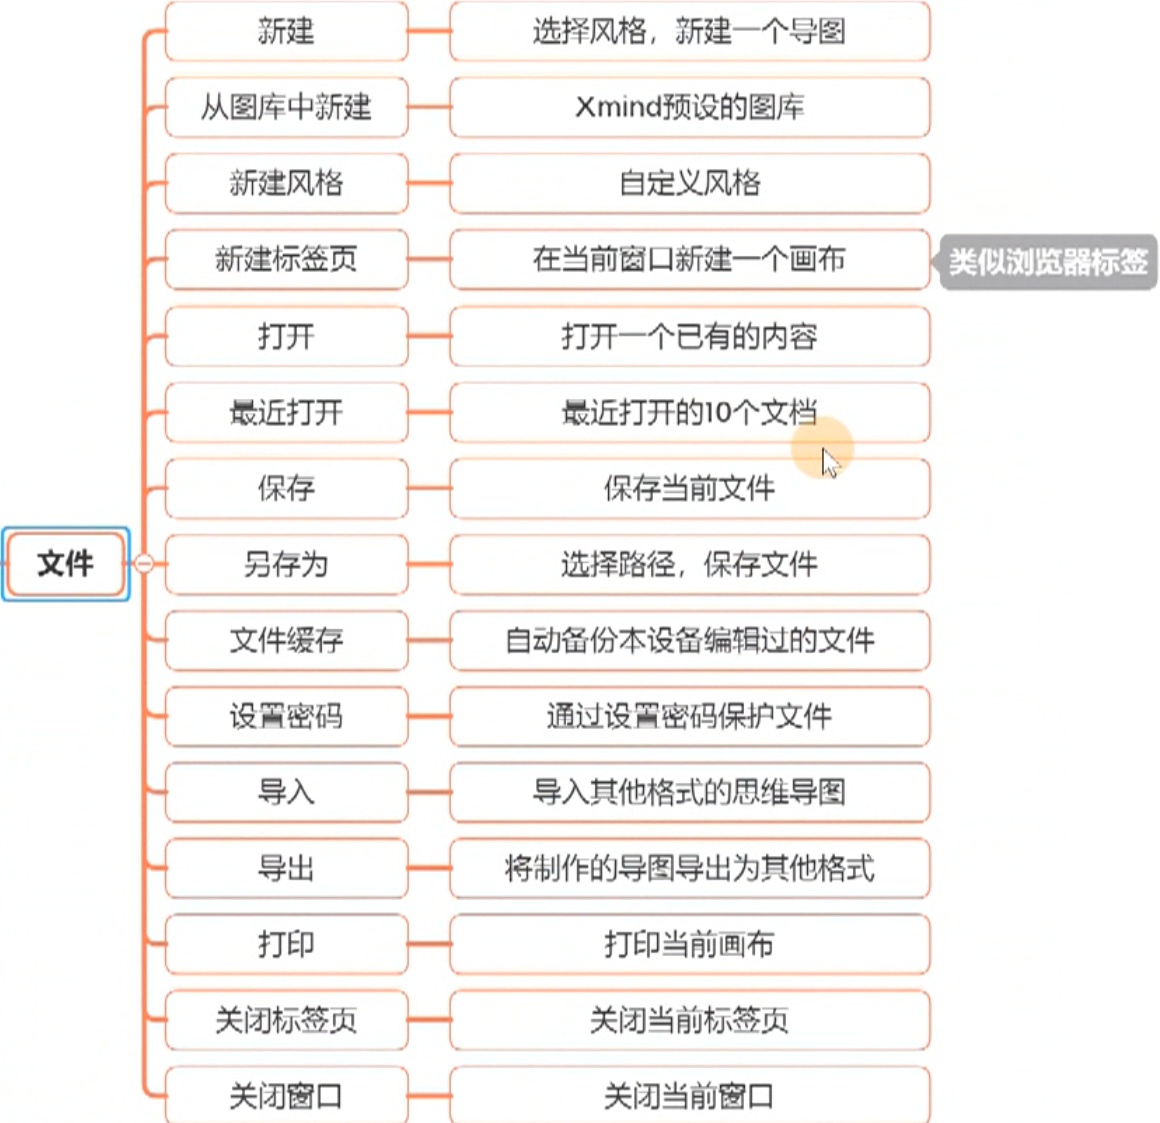 新建
选择风格，新建一个导图
从图库中新建
Xmind预设的图库
新建风格
自定义风格
新建标签页
在当前窗口新建一个画布
类似浏览器标签
打开
打开一个已有的内容
最近打开
最近打开的10个文档
保存
保存当前文件
文件
另存为
选择路径，保存文件
文件缓存
自动备份本设备编辑过的文件
设置密码
通过设置密码保护文件
导入
导入其他格式的思维导图
导出
将制作的导图导出为其他格式
打印
打印当前画布
关闭标签页
关闭当前标签页
关闭窗口
关闭当前窗口